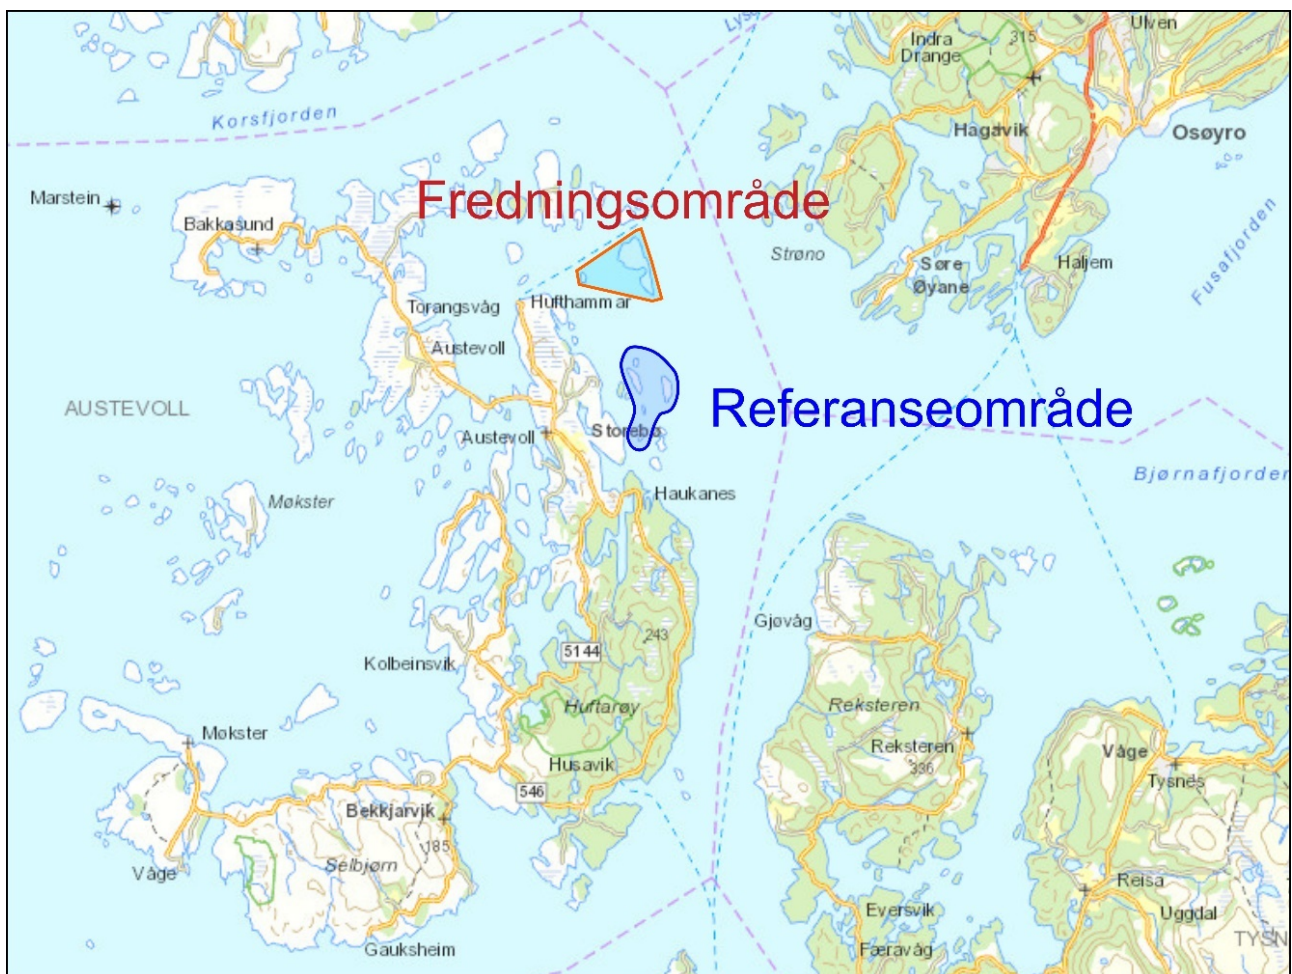 Ulven
Indra
Drange
315
Korsfjorden
Hagavik
Osøyro
Marstein
Fredningsområde
Bakkasund
Strøno
Søre
Øyane
Haljem
Fusafjorden
Torangsvåg
Hufthammar
Austevoll
AUSTEVOLL
Referanseområde
Austevoll
Storebø
Bjørnafjorden
Møkster
Haukanes
Gjøvåg
243
Kolbeinsvik
5144
Huftarøy
Reksteren
Møkster
Reksteren
336
Våge
Husavik
Tysnes
546
Bekkjarvik
185
Selbjørn
Våge
Reisa
Eversvik
Uggdal
Gauksheim
Færavåg
TYSN